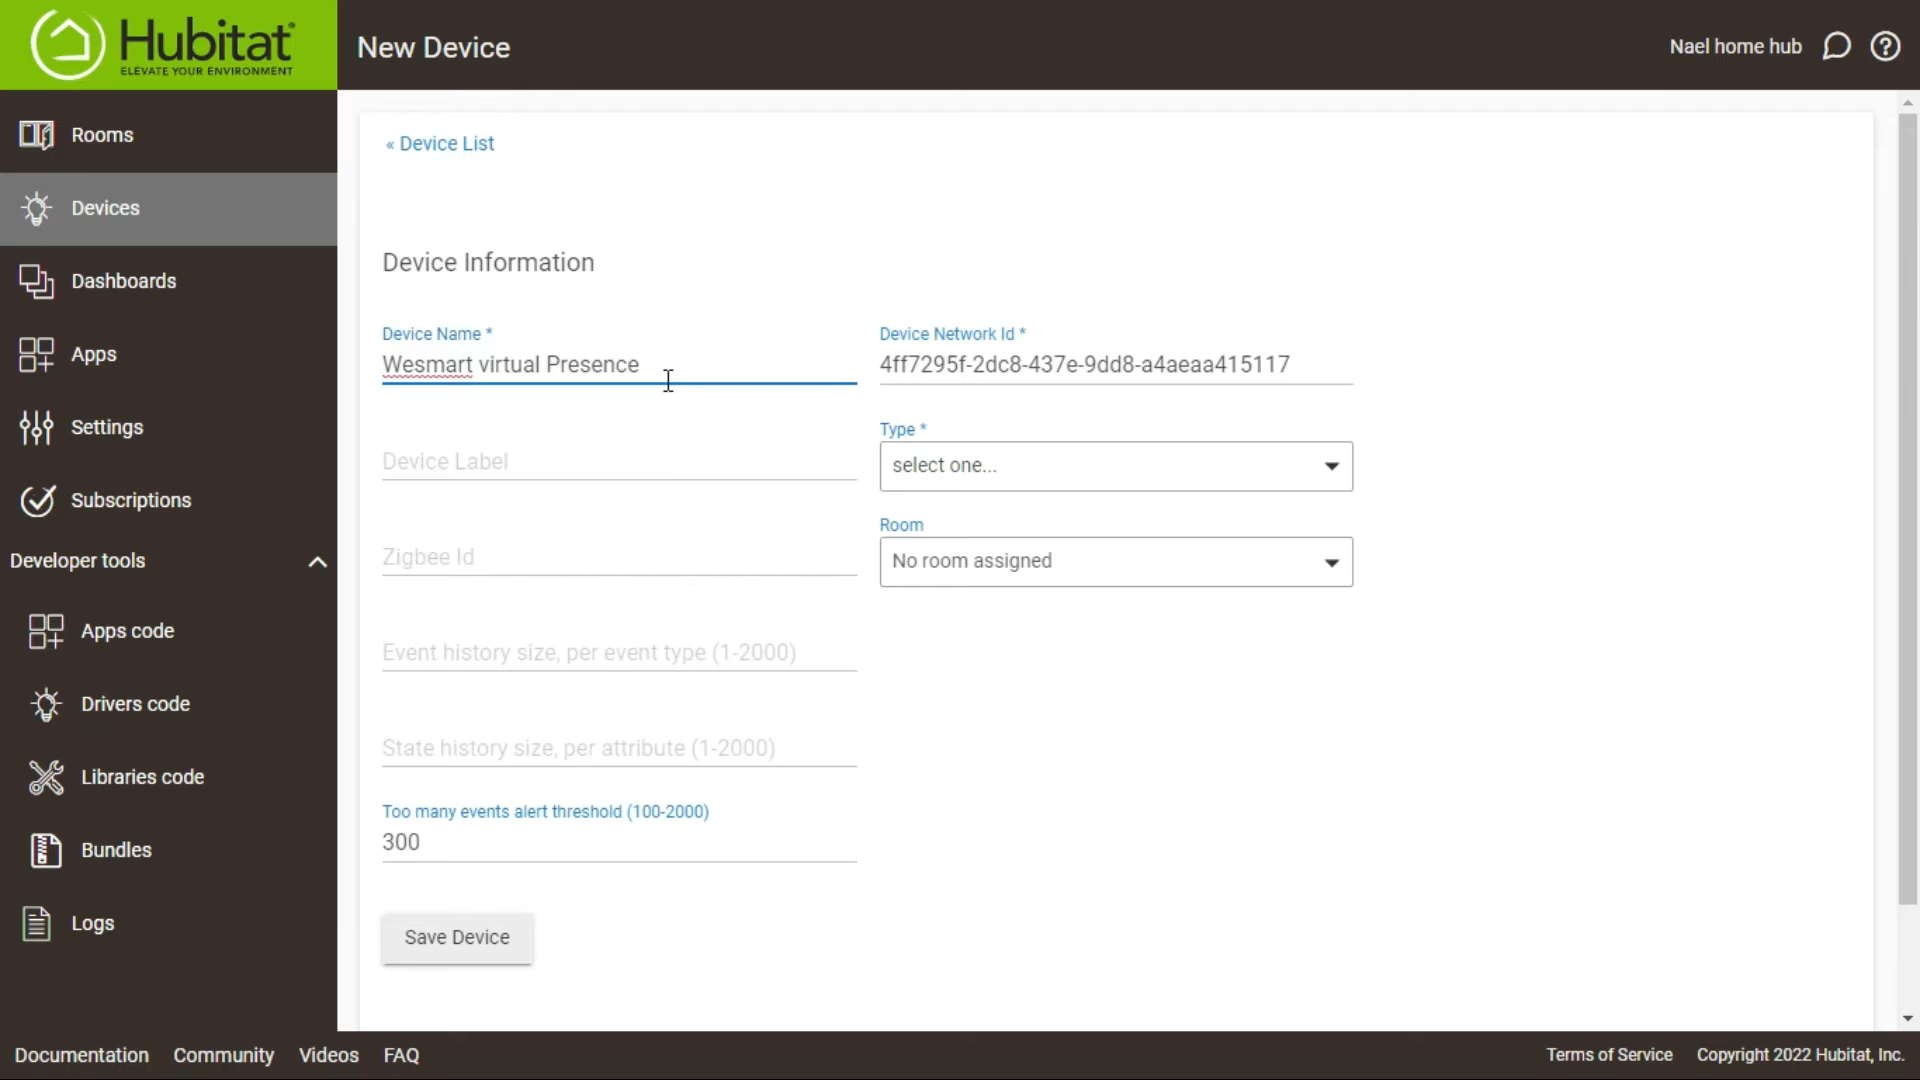 Hubitat®
ELEVATE YOUR ENVIRONMENT
New Device
Nael home hub
Rooms
Devices
Dashboards
Apps
Settings
Subscriptions
Developer tools
Apps code
Drivers code
Libraries code
Bundles
Logs
« Device List
Device Information
Device Name *
Wesmart virtual Presence
Device Network Id *
4ff7295f-2dc8-437e-9dd8-a4aeaa415117
Device Label
Type *
select one...
Zigbee Id
Room
No room assigned
Event history size, per event type (1-2000)
State history size, per attribute (1-2000)
Too many events alert threshold (100-2000)
300
Save Device
Documentation
Community
Videos
FAQ
Terms of Service
Copyright 2022 Hubitat, Inc.